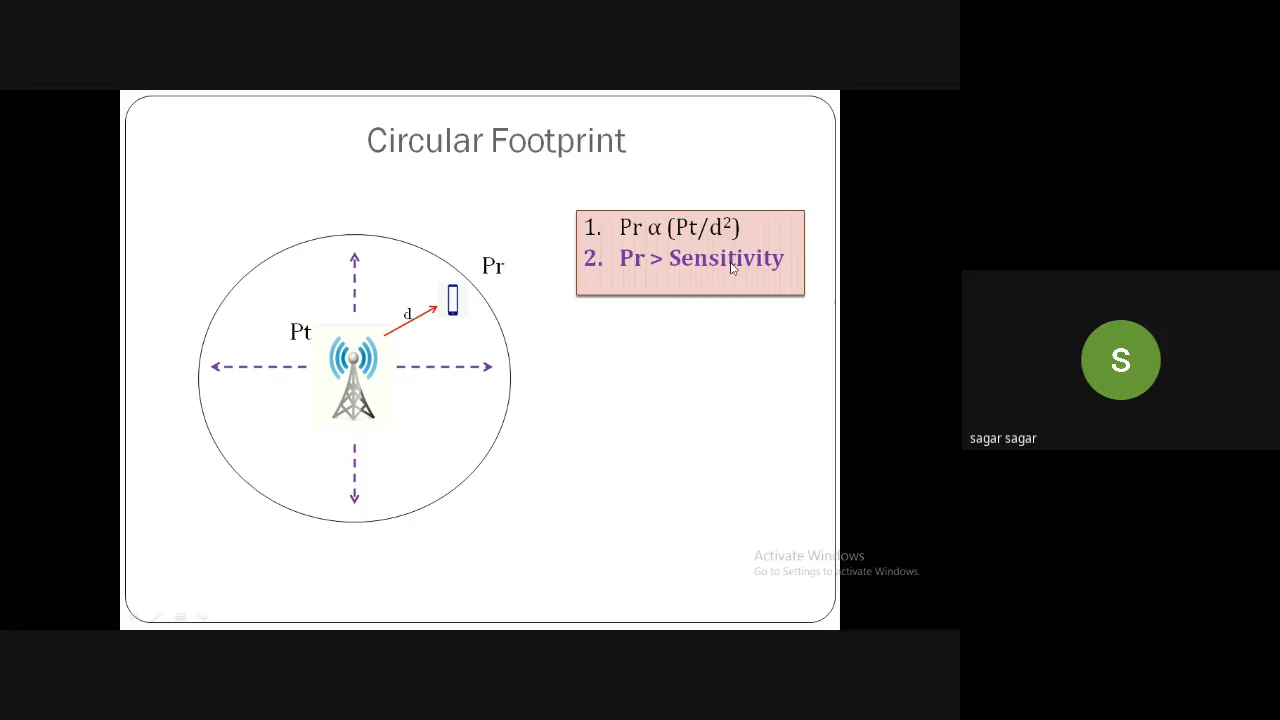 Circular Footprint
1. Pr α (Pt/d²)
2. Pr > Sensitivity
Pr
d
Pt
S
sagar sagar
Activate Windows
Go to Settings to activate Windows.